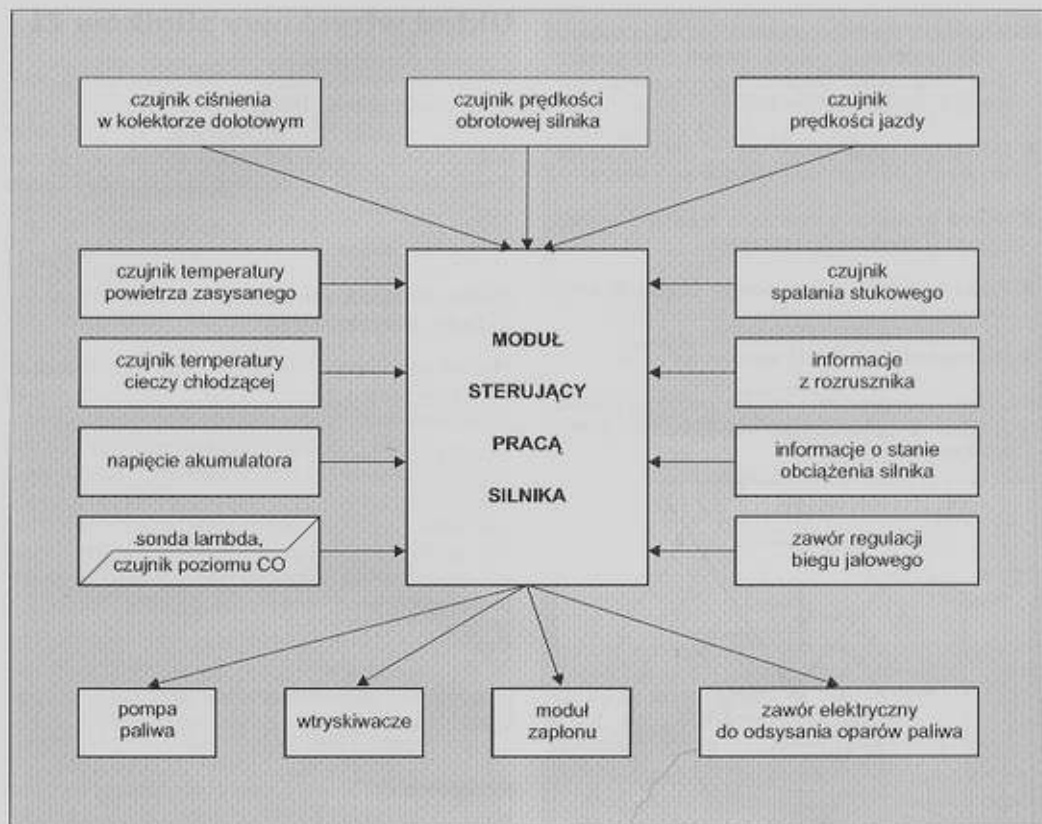 czujnik ciśnienia
w kolektorze dolotowym
czujnik prędkości
obrotowej silnika
czujnik
prędkości jazdy
czujnik temperatury
powietrza zasysanego
czujnik temperatury
cieczy chłodzącej
napięcie akumulatora
sonda lambda,
czujnik poziomu CO
MODUŁ
STERUJĄCY
PRACĄ
SILNIKA
czujnik
spalania stukowego
informacje
z rozrusznika
informacje o stanie
obciążenia silnika
zawór regulacji
biegu jałowego
pompa
paliwa
wtryskiwacze
moduł
zapłonu
zawór elektryczny
do odsysania oparów paliwa